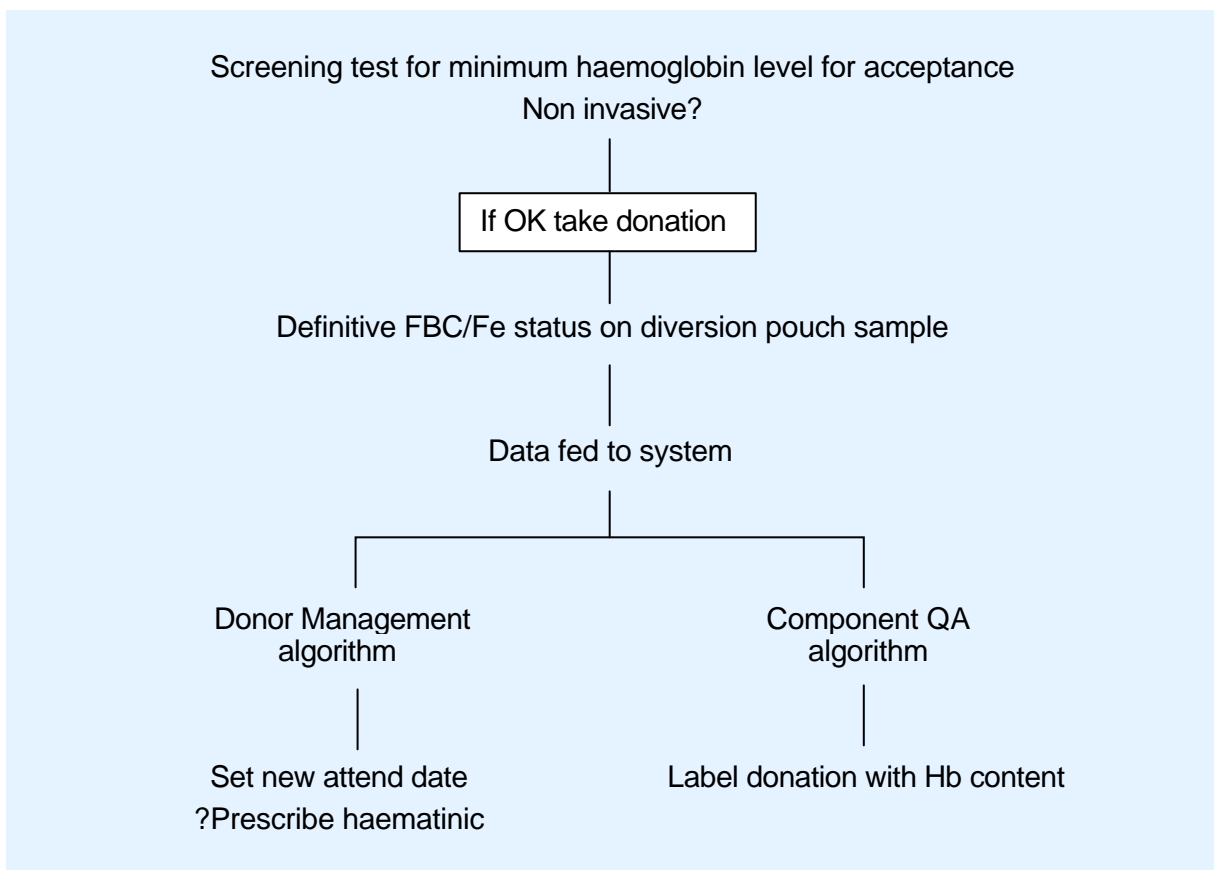 Screening test for minimum haemoglobin level for acceptance
Non invasive?
If OK take donation
Definitive FBC/Fe status on diversion pouch sample
Data fed to system
Donor Management
algorithm
Component QA
algorithm
Set new attend date
?Prescribe haematinic
Label donation with Hb content